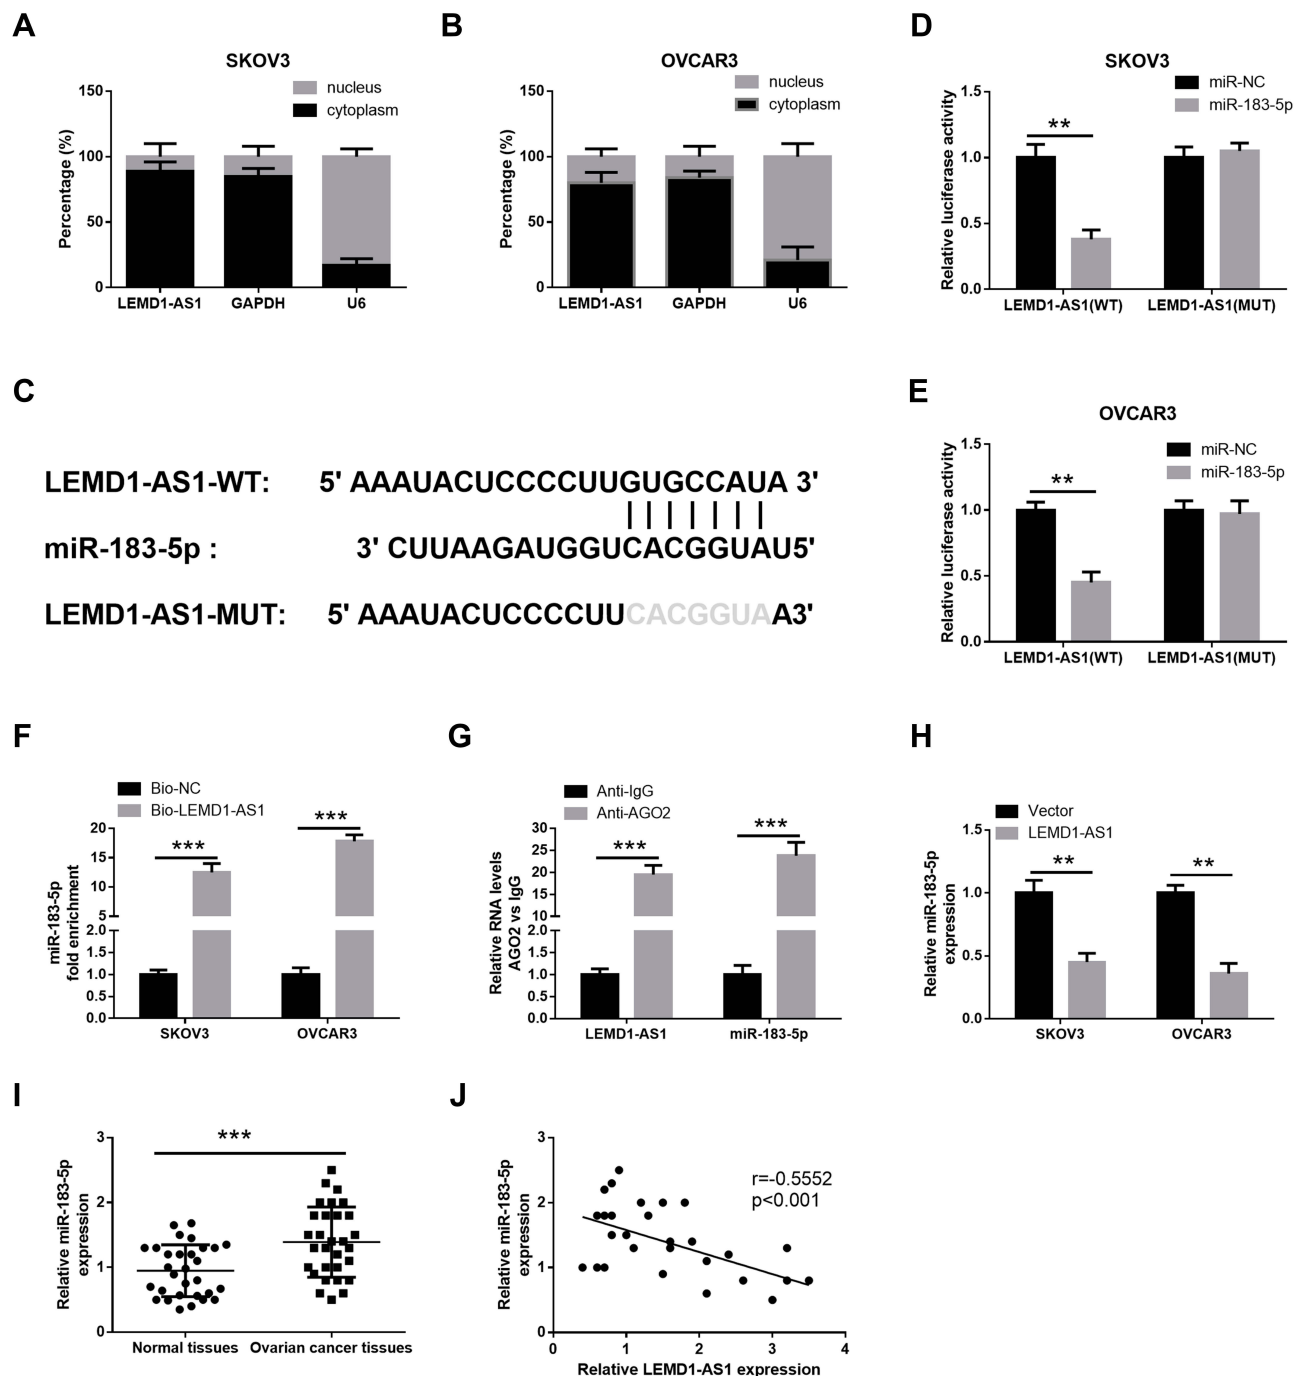 A
SKOV3
nucleus
cytoplasm
Percentage (%)
150
100
50
0
LEMD1-AS1 GAPDH U6
B
OVCAR3
nucleus
cytoplasm
Percentage (%)
150
100
50
0
LEMD1-AS1 GAPDH U6
D
SKOV3
miR-NC
miR-183-5p
Relative luciferase activity
1.5
1.0
0.5
0.0
**
LEMD1-AS1(WT) LEMD1-AS1(MUT)
C
LEMD1-AS1-WT: 5' AAAUACUCCCCUUGUGCCAUA 3'
miR-183-5p : 3' CUUAAGAUGGUCACGGUAU5'
LEMD1-AS1-MUT: 5' AAAUACUCCCCUUCACGGUAA3'
E
OVCAR3
miR-NC
miR-183-5p
Relative luciferase activity
1.5
1.0
0.5
0.0
**
LEMD1-AS1(WT) LEMD1-AS1(MUT)
F
Bio-NC
Bio-LEMD1-AS1
miR-183-5p
fold enrichment
20
15
10
5
2.0
1.5
1.0
0.5
0.0
***
***
SKOV3 OVCAR3
G
Anti-IgG
Anti-AGO2
Relative RNA levels
AGO2 vs IgG
30
25
20
15
10
2.0
1.5
1.0
0.5
0.0
***
***
LEMD1-AS1 miR-183-5p
H
Vector
LEMD1-AS1
Relative miR-183-5p
expression
1.5
1.0
0.5
0.0
**
**
SKOV3 OVCAR3
I
Relative miR-183-5p
expression
3
2
1
0
***
Normal tissues Ovarian cancer tissues
J
Relative miR-183-5p
expression
3
2
1
0
r=-0.5552
p<0.001
0 1 2 3 4
Relative LEMD1-AS1 expression